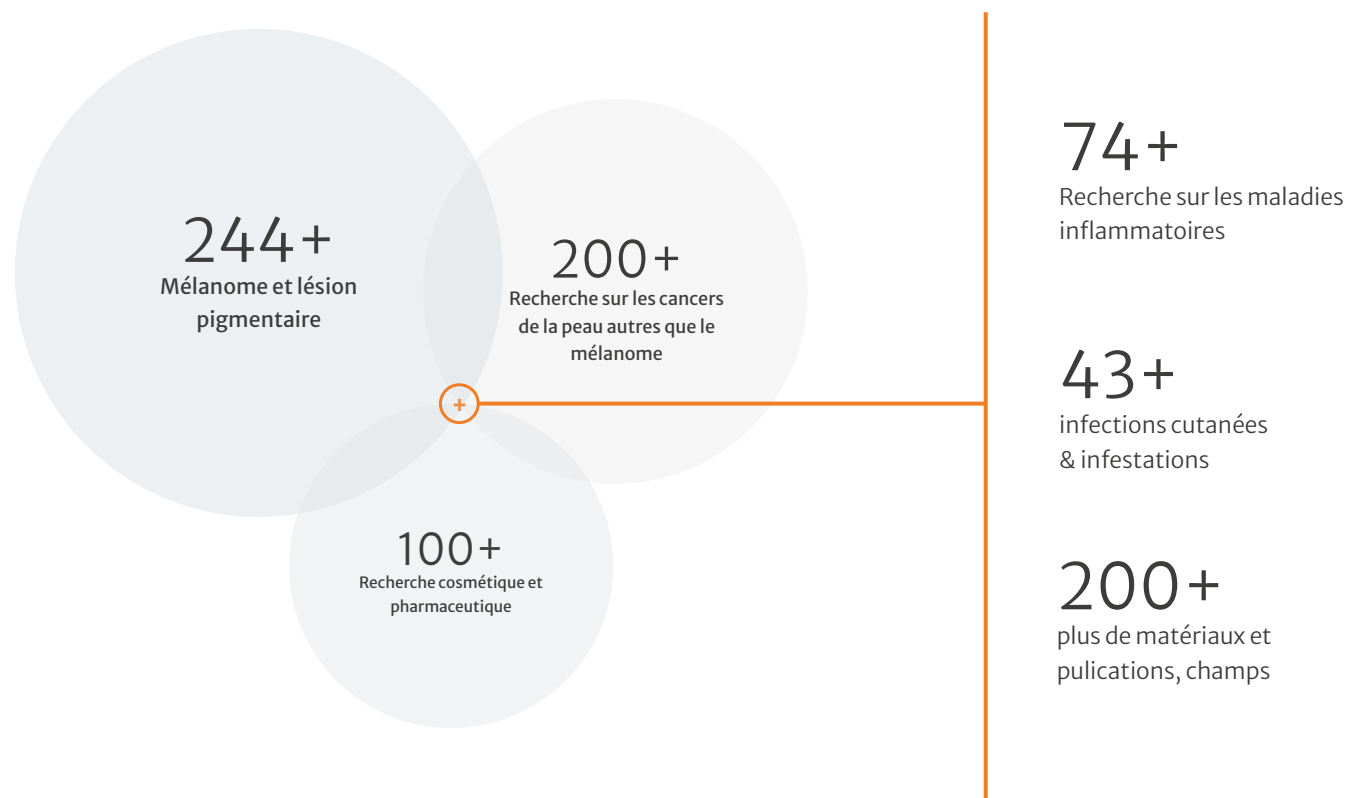 244+
Mélanome et lésion
pigmentaire
200+
Recherche sur les cancers
de la peau autres que le
mélanome
+
100+
Recherche cosmétique et
pharmaceutique
74+
Recherche sur les maladies
inflammatoires
43+
infections cutanées
& infestations
200+
plus de matériaux et
pulications, champs